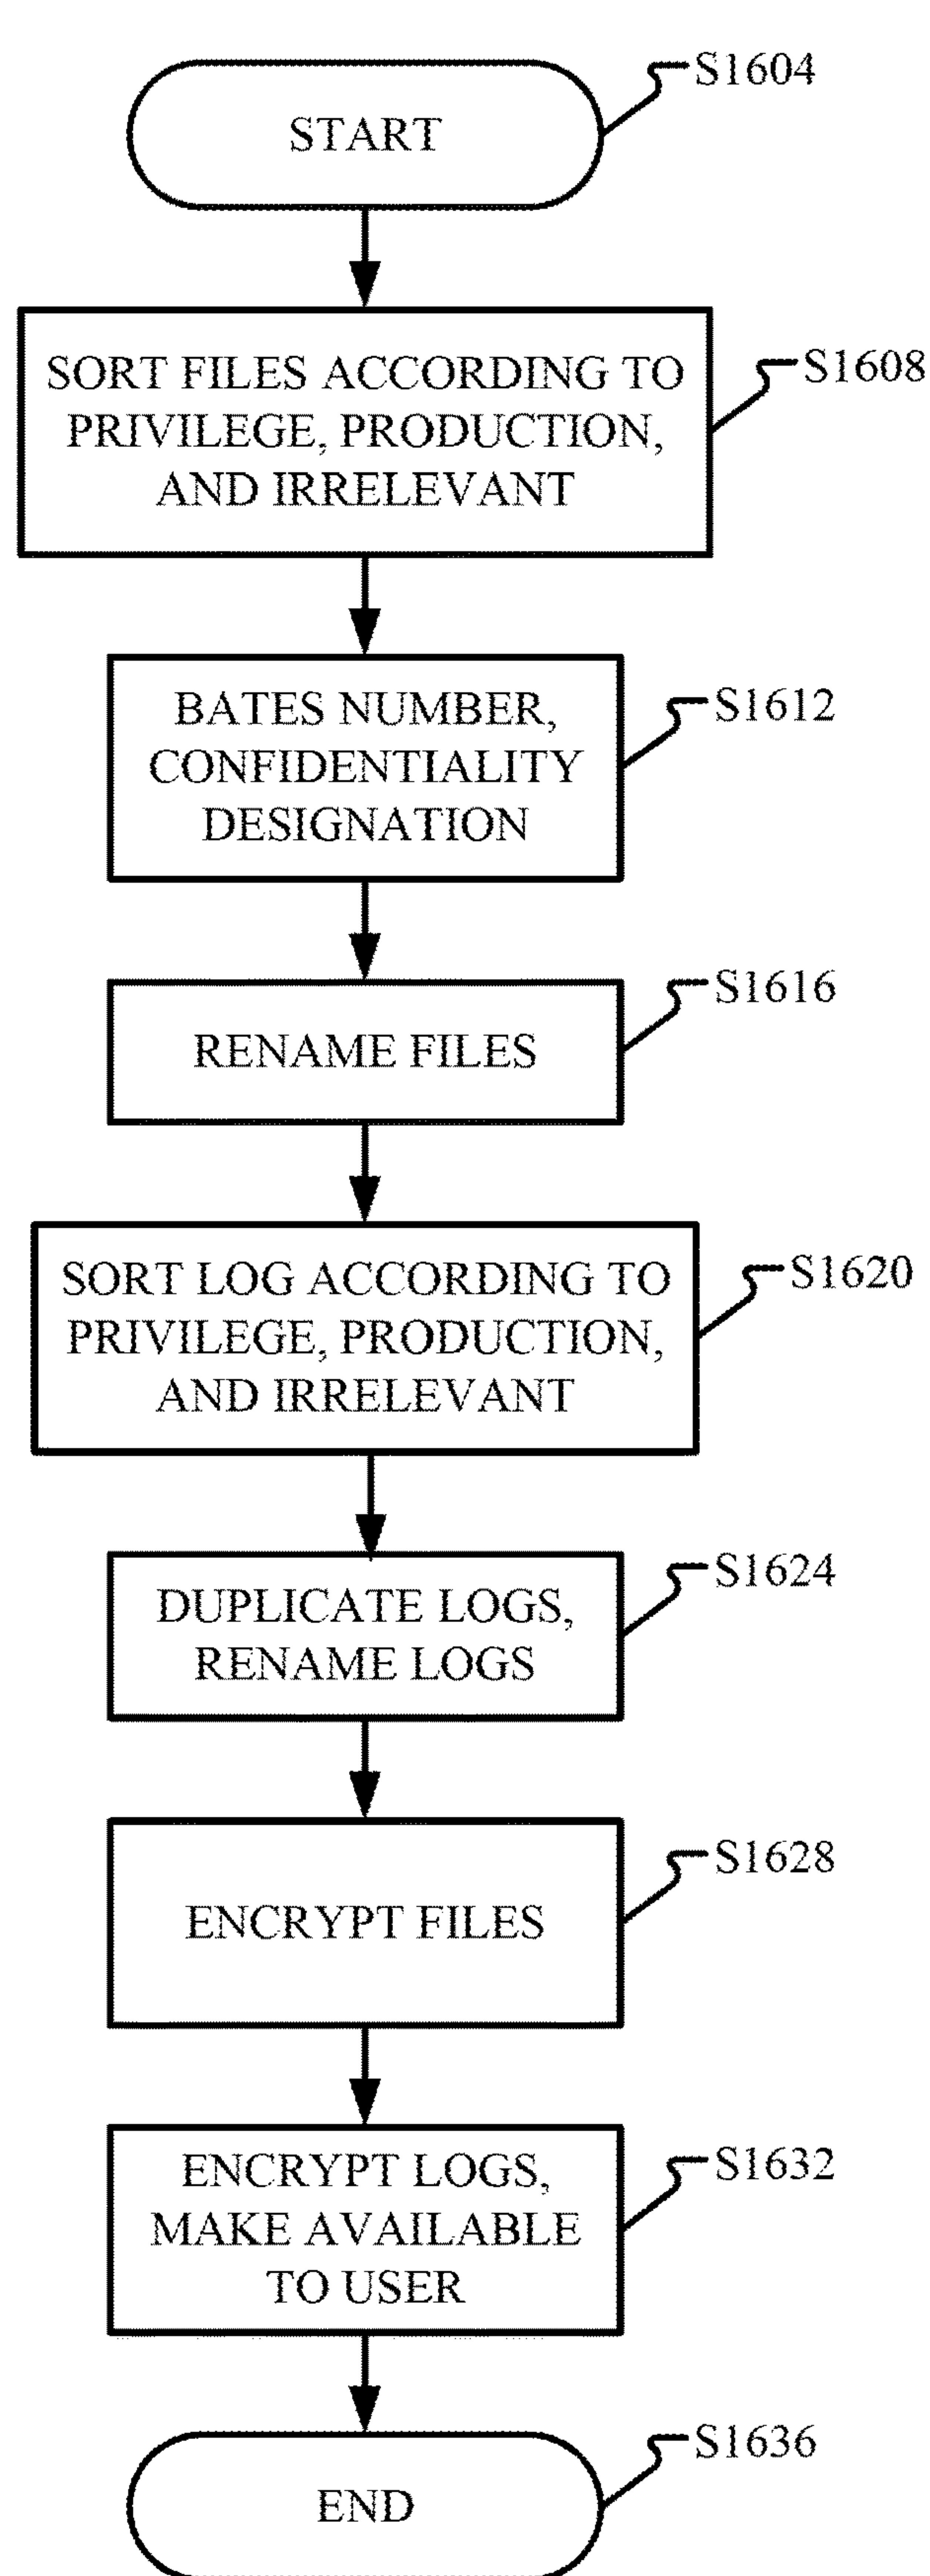 START
S1604
SORT FILES ACCORDING TO
PRIVILEGE, PRODUCTION,
AND IRRELEVANT
S1608
BATES NUMBER,
CONFIDENTIALITY
DESIGNATION
S1612
RENAME FILES
S1616
SORT LOG ACCORDING TO
PRIVILEGE, PRODUCTION,
AND IRRELEVANT
S1620
DUPLICATE LOGS,
RENAME LOGS
S1624
ENCRYPT FILES
S1628
ENCRYPT LOGS,
MAKE AVAILABLE
TO USER
S1632
END
S1636